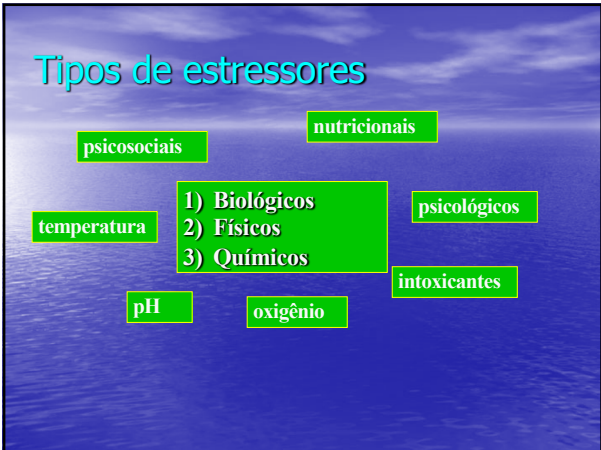 Tipos de estressores
nutricionais
psicosociais
1) Biológicos
2) Físicos
3) Químicos
psicológicos
temperatura
intoxicantes
pH
oxigênio